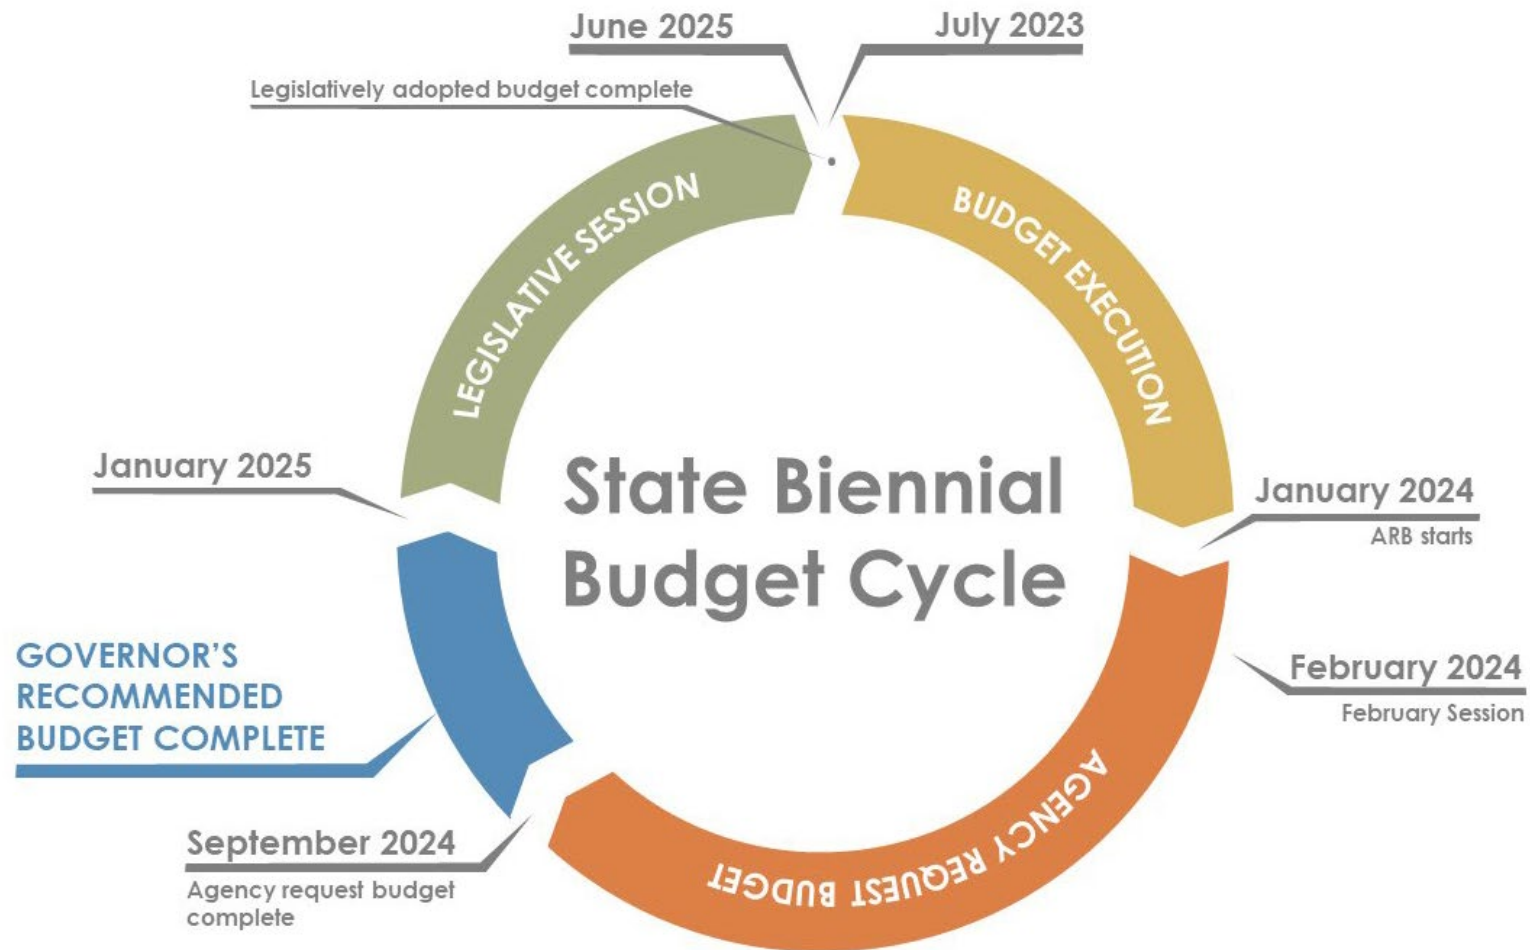 June 2025
July 2023
Legislatively adopted budget complete
LEGISLATIVE SESSION
BUDGET EXECUTION
January 2025
State Biennial
Budget Cycle
January 2024
ARB starts
GOVERNOR’S
RECOMMENDED
BUDGET COMPLETE
February 2024
February Session
AGENCY REQUEST BUDGET
September 2024
Agency request budget
complete